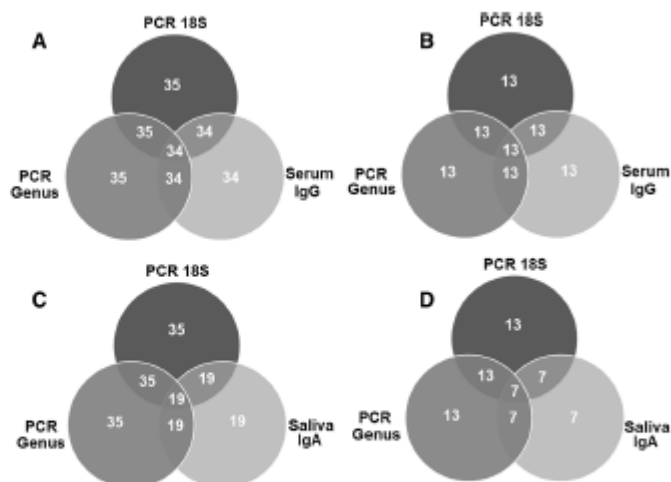 A
PCR 18S
35
35
34
34
35
34
34
PCR
Genus
Serum
IgG
B
PCR 18S
13
13
13
13
13
13
13
PCR
Genus
Serum
IgG
C
PCR 18S
35
35
19
19
35
19
19
PCR
Genus
Saliva
IgA
D
PCR 18S
13
13
7
7
13
7
7
PCR
Genus
Saliva
IgA